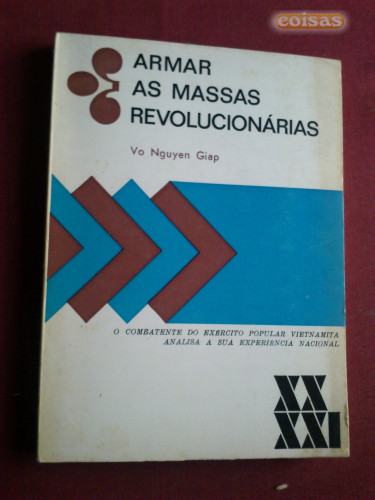 coisas
ARMAR
AS MASSAS
REVOLUCIONÁRIAS
Vo Nguyen Giap
O COMBATENTE DO EXÉRCITO POPULAR VIETNAMITA
ANALISA A SUA EXPERIÊNCIA NACIONAL
XX
XXI